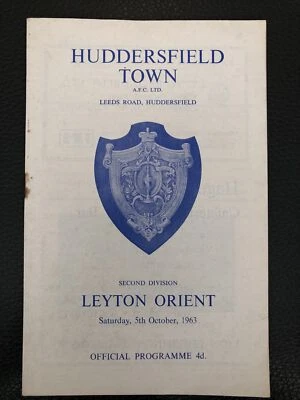 HUDDERSFIELD
TOWN
A.F.C. LTD.
LEEDS ROAD, HUDDERSFIELD
SECOND DIVISION
LEYTON ORIENT
Saturday, 5th October, 1963
OFFICIAL PROGRAMME 4d.